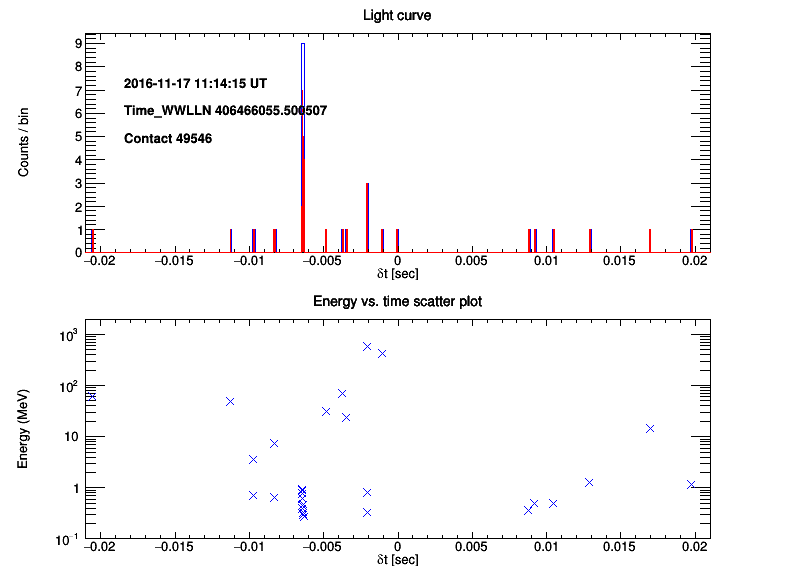 Light curve
Counts / bin
9
8
7
6
5
4
3
2
1
0
2016-11-17 11:14:15 UT
Time_WWLLN 406466055.500507
Contact 49546
−0.02 −0.015 −0.01 −0.005 0 0.005 0.01 0.015 0.02
δt [sec]
Energy vs. time scatter plot
Energy (MeV)
10³
10²
10
1
10⁻¹
−0.02 −0.015 −0.01 −0.005 0 0.005 0.01 0.015 0.02
δt [sec]